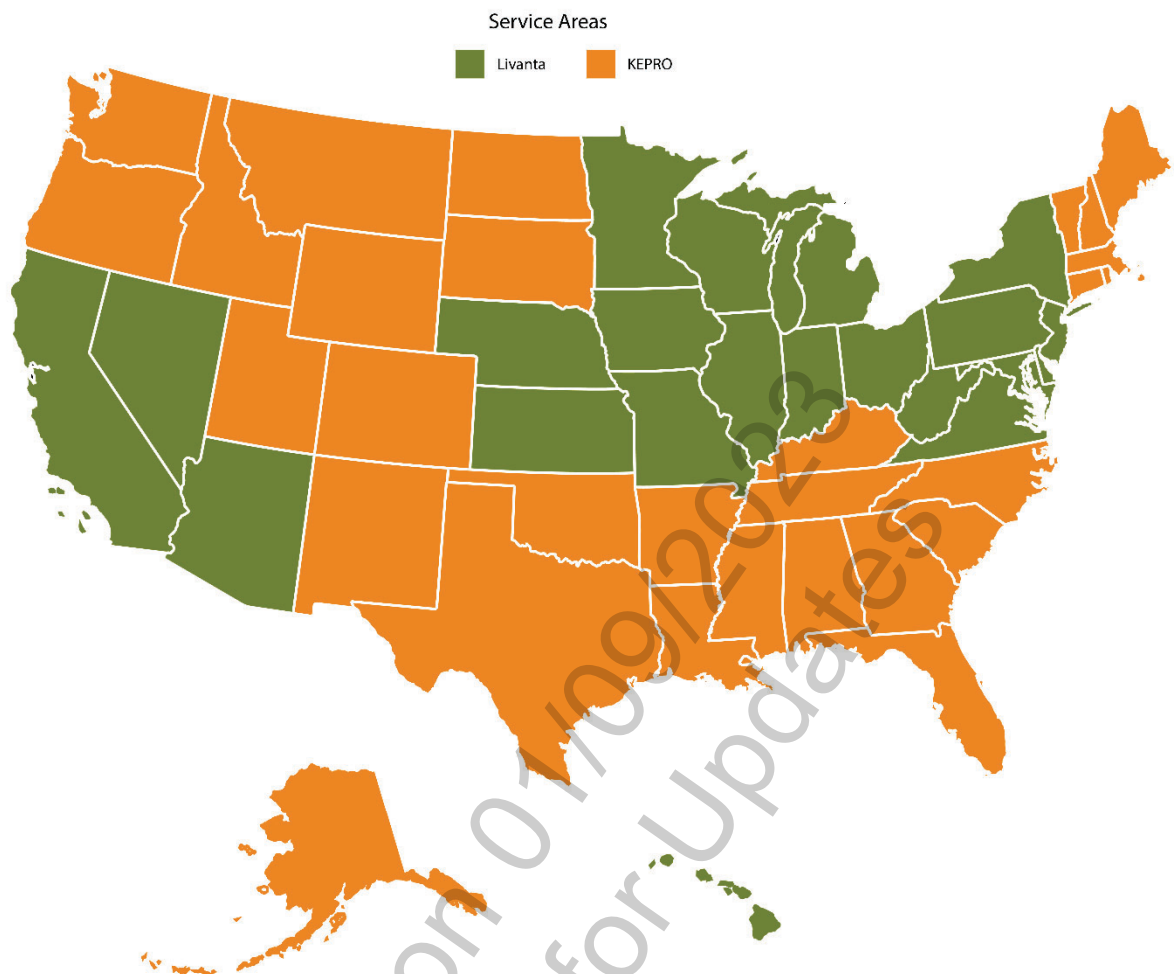 Service Areas
Livanta
KEPRO
on 01/09/2023
for Updates